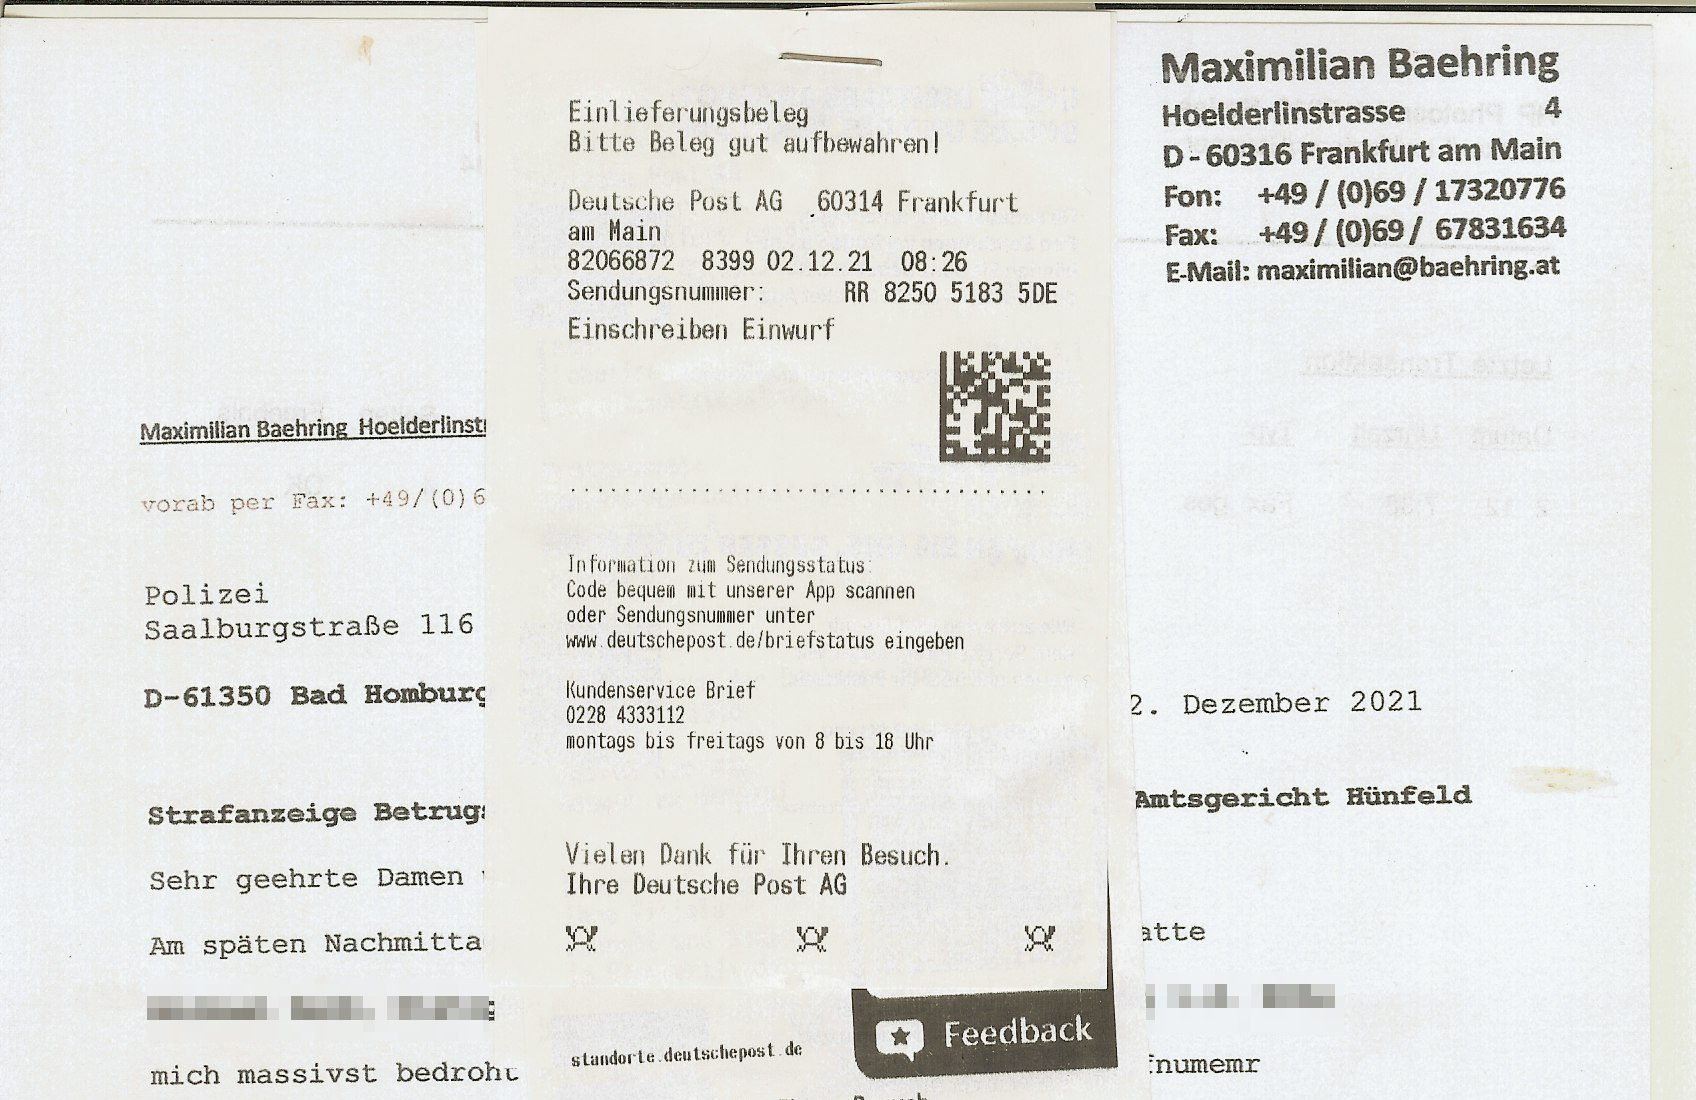 Maximilian Baehring
Hoelderlinstrasse 4
D - 60316 Frankfurt am Main
Fon: +49 / (0)69 / 17320776
Fax: +49 / (0)69 / 67831634
E-Mail: maximilian@baehring.at
Einlieferungsbeleg
Bitte Beleg gut aufbewahren!
Deutsche Post AG 60314 Frankfurt
am Main
82066872 8399 02.12.21 08:26
Sendungsnummer: RR 8250 5183 5DE
Einschreiben Einwurf
Information zum Sendungsstatus:
Code bequem mit unserer App scannen
oder Sendungsnummer unter
www.deutschepost.de/briefstatus eingeben
Kundenservice Brief
0228 4333112
montags bis freitags von 8 bis 18 Uhr
Vielen Dank für Ihren Besuch.
Ihre Deutsche Post AG
standorte.deutschepost.de
Feedback
Maximilian Baehring Hoelderlinst
vorab per Fax: +49/(0)6
Polizei
Saalburgstraße 116
D-61350 Bad Homburg
2. Dezember 2021
Strafanzeige Betrugs Amtsgericht Hünfeld
Sehr geehrte Damen
Am späten Nachmitta atte
mich massivst bedroht fnumemr